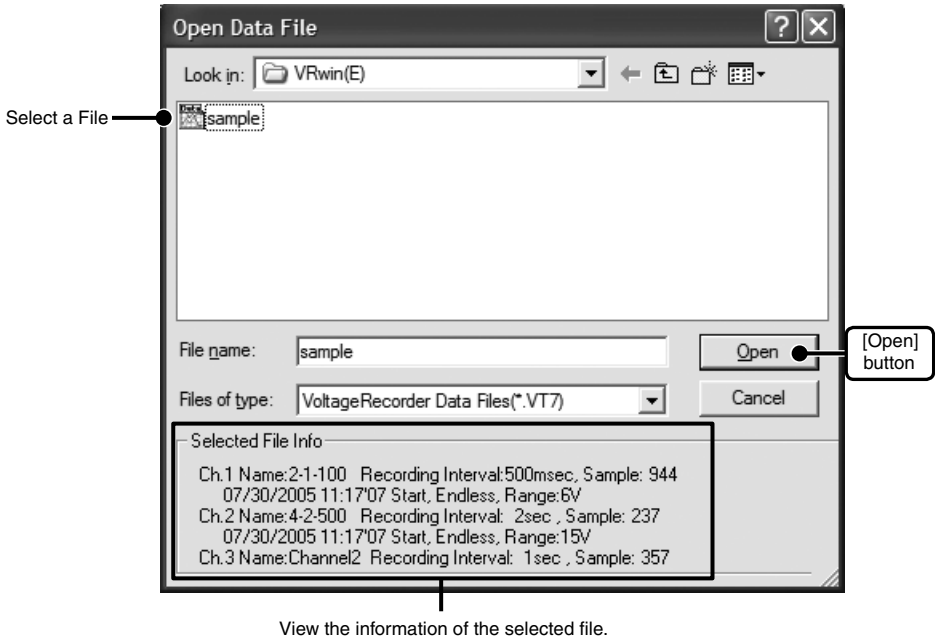 Open Data File
Look in: VRwin(E)
Select a File
Data
sample
File name: sample
Open
[Open]
button
Files of type: VoltageRecorder Data Files(*.VT7)
Cancel
Selected File Info
Ch.1 Name:2-1-100 Recording Interval:500msec, Sample: 944
07/30/2005 11:17'07 Start, Endless, Range:6V
Ch.2 Name:4-2-500 Recording Interval: 2sec , Sample: 237
07/30/2005 11:17'07 Start, Endless, Range:15V
Ch.3 Name:Channel2 Recording Interval: 1sec , Sample: 357
View the information of the selected file.